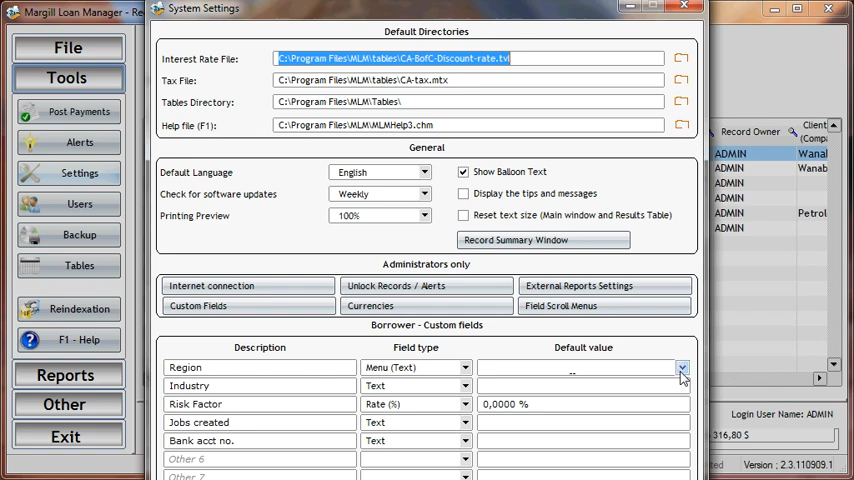 Margill Loan Manager - Re
System Settings
File
Tools
Post Payments
Alerts
Settings
Users
Backup
Tables
Reindexation
F1 - Help
Reports
Other
Exit
Default Directories
Interest Rate File: C:\Program Files\MLM\tables\CA-BofC-Discount-rate.tvl
Tax File: C:\Program Files\MLM\tables\CA-tax.mtx
Tables Directory: C:\Program Files\MLM\Tables\
Help file (F1): C:\Program Files\MLM\MLMHelp3.chm
General
Default Language English Show Balloon Text
Check for software updates Weekly Display the tips and messages
Printing Preview 100% Reset text size (Main window and Results Table)
Record Summary Window
Administrators only
Internet connection Unlock Records / Alerts External Reports Settings
Custom Fields Currencies Field Scroll Menus
Borrower - Custom fields
Description Field type Default value
Region Menu (Text) --
Industry Text
Risk Factor Rate (%) 0,0000 %
Jobs created Text
Bank acct no. Text
Other 6
Other 7
Record Owner Client
(Compa
ADMIN Wanab
ADMIN Wanab
ADMIN
ADMIN
ADMIN Petrol
ADMIN
Login User Name: ADMIN
316,80 $
Version : 2.3.110909.1